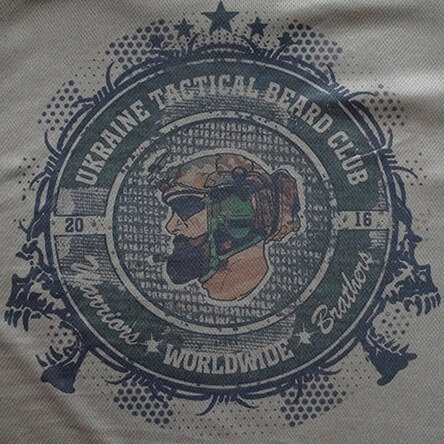 UKRAINE TACTICAL BEARD CLUB
20 16
Warriors WORLDWIDE Brothers